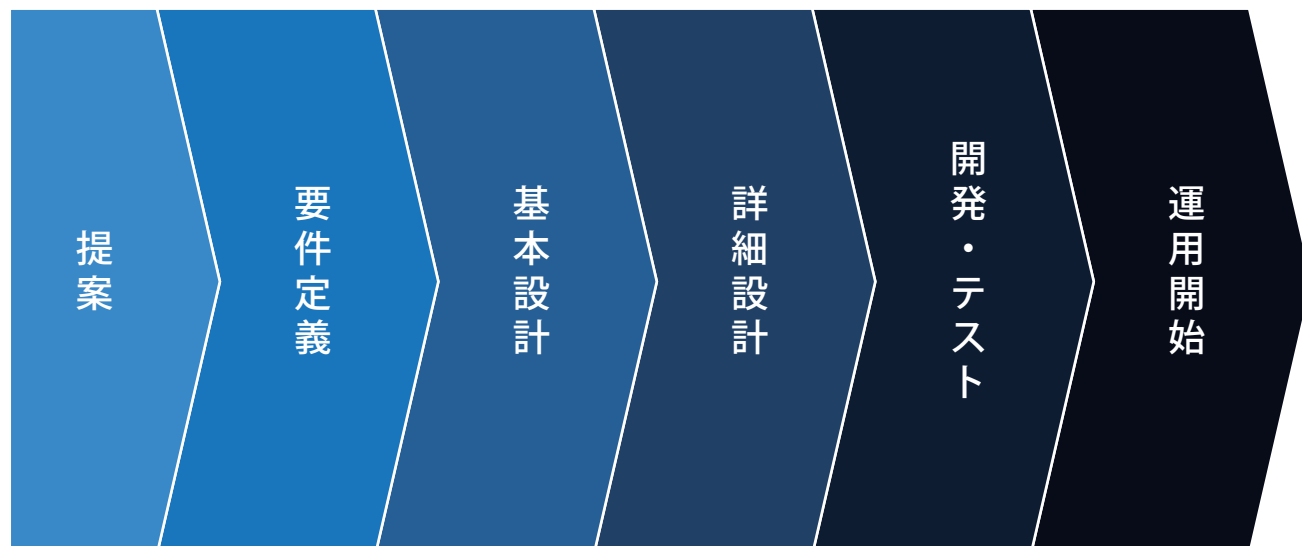 提案
要件定義
基本設計
詳細設計
開発・テスト
運用開始